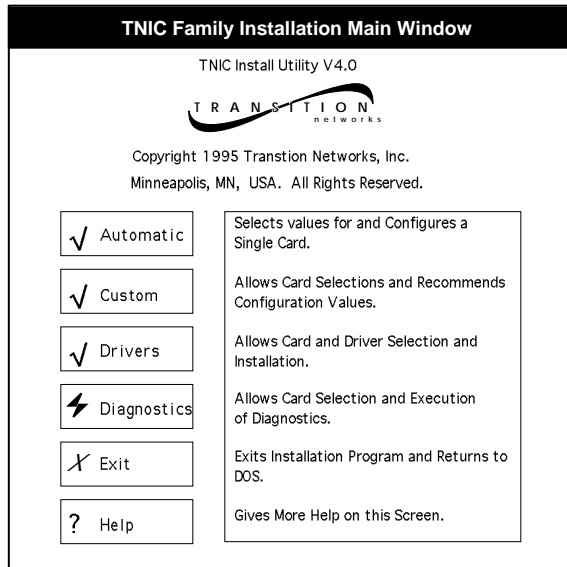 TNIC Family Installation Main Window
TNIC Install Utility V4.0
TRANSITION
networks
Copyright 1995 Transtion Networks, Inc.
Minneapolis, MN, USA. All Rights Reserved.
√ Automatic
Selects values for and Configures a
Single Card.
√ Custom
Allows Card Selections and Recommends
Configuration Values.
√ Drivers
Allows Card and Driver Selection and
Installation.
Diagnostics
Allows Card Selection and Execution
of Diagnostics.
X Exit
Exits Installation Program and Returns to
DOS.
? Help
Gives More Help on this Screen.